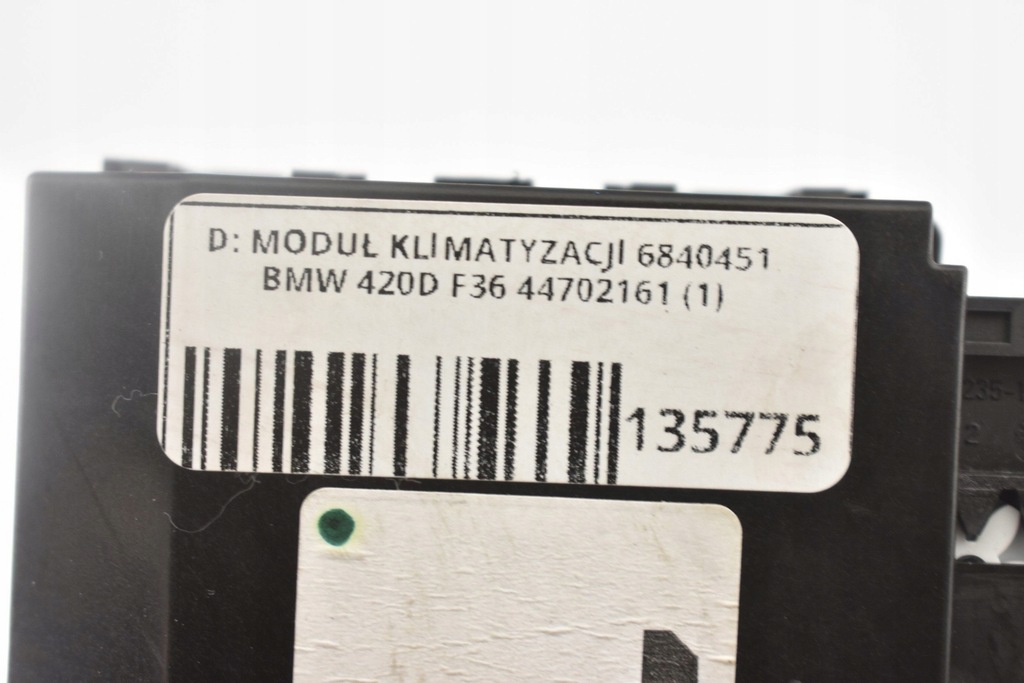 D: MODUŁ KLIMATYZACJI 6840451
BMW 420D F36 44702161 (1)
135775